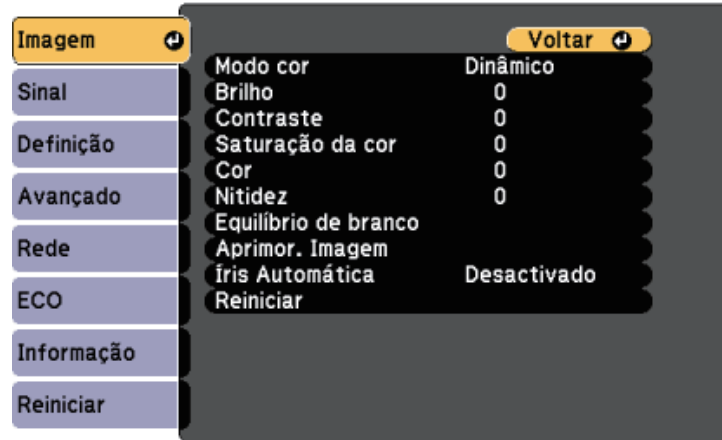 Imagem
Sinal
Definição
Avançado
Rede
ECO
Informação
Reiniciar
Voltar
Modo cor Dinâmico
Brilho 0
Contraste 0
Saturação da cor 0
Cor 0
Nitidez 0
Equilíbrio de branco
Aprimor. Imagem
Íris Automática Desactivado
Reiniciar